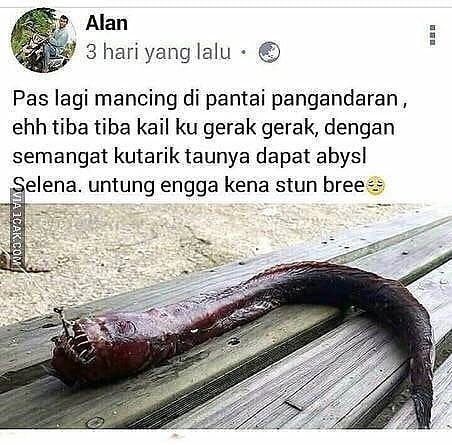 Alan
3 hari yang lalu ·
Pas lagi mancing di pantai pangandaran ,
ehh tiba tiba kail ku gerak gerak, dengan
semangat kutarik taunya dapat abysl
Selena. untung engga kena stun bree😔
VIA 1CAK.COM